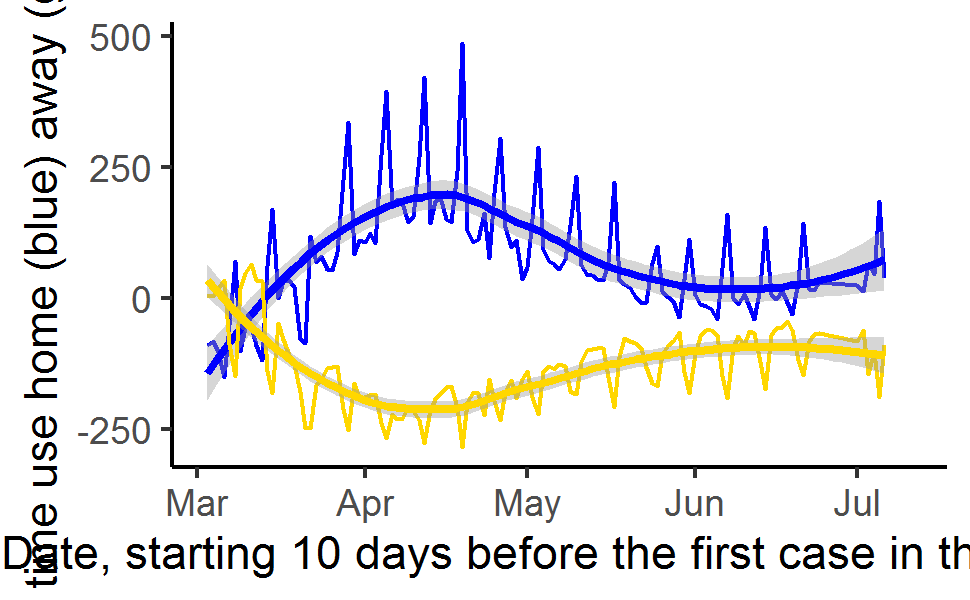 time use home (blue) away (
500
250
0
-250
Mar Apr May Jun Jul
Date, starting 10 days before the first case in th